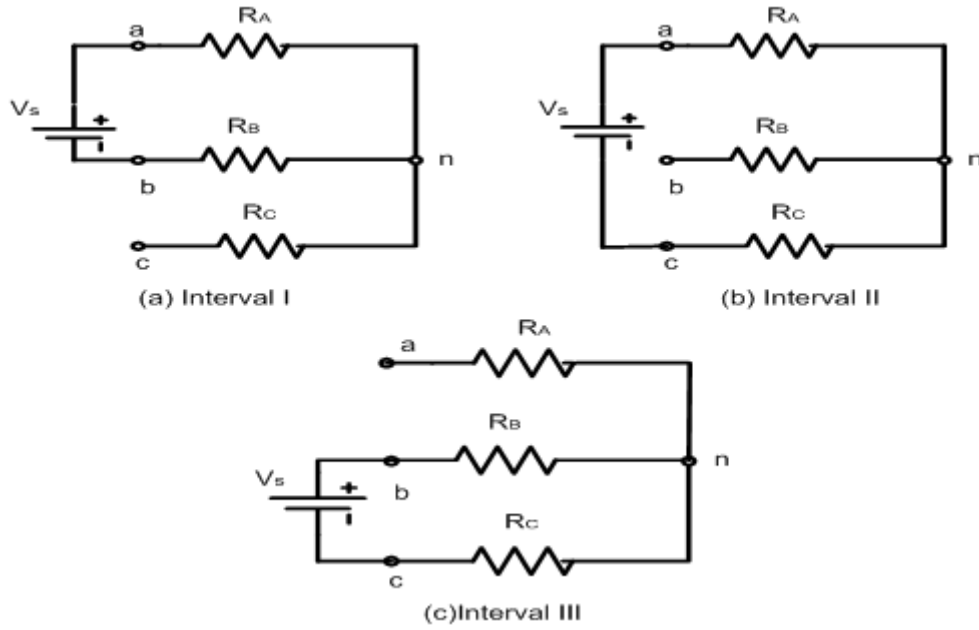 RA
a
Vs
+
RB
n
b
RC
c
(a) Interval I
RA
a
Vs
+
RB
n
b
RC
c
(b) Interval II
RA
a
RB
n
Vs
+
b
RC
c
(c)Interval III